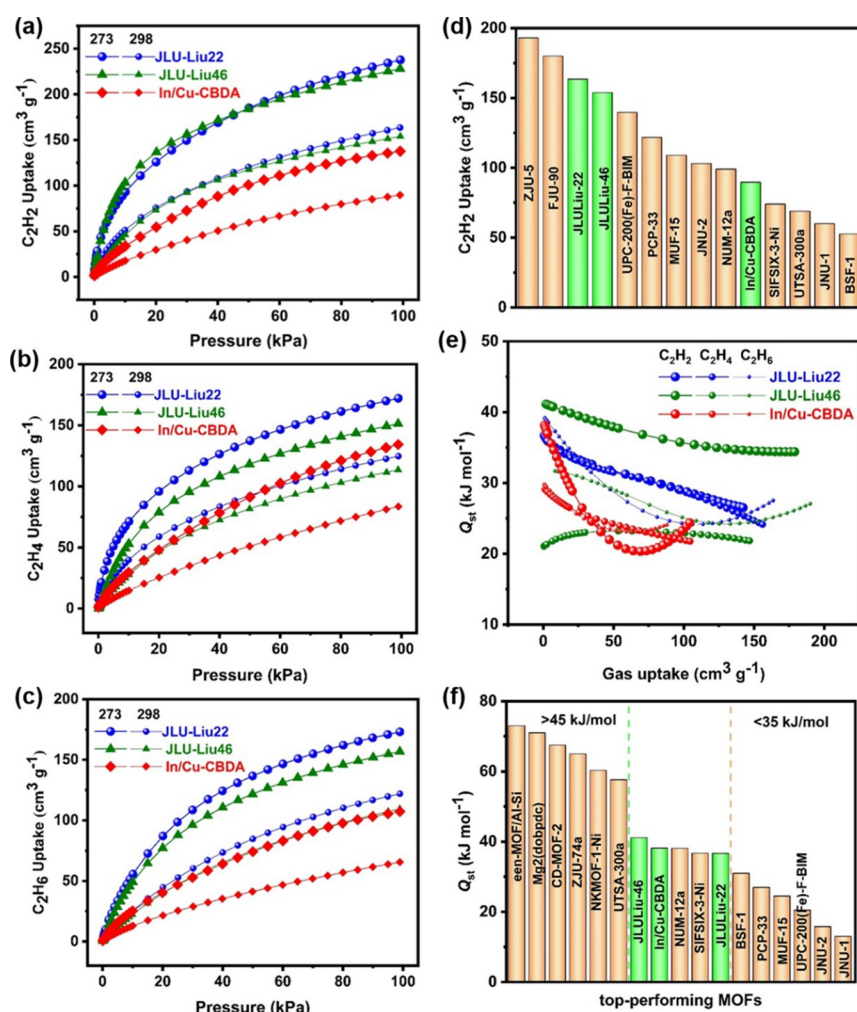 (a)
273 298
JLU-Liu22
JLU-Liu46
In/Cu-CBDA
250
200
150
100
50
0
C₂H₂ Uptake (cm³ g⁻¹)
0 20 40 60 80 100
Pressure (kPa)
(b)
273 298
JLU-Liu22
JLU-Liu46
In/Cu-CBDA
200
150
100
50
0
C₂H₄ Uptake (cm³ g⁻¹)
0 20 40 60 80 100
Pressure (kPa)
(c)
273 298
JLU-Liu22
JLU-Liu46
In/Cu-CBDA
200
150
100
50
0
C₂H₆ Uptake (cm³ g⁻¹)
0 20 40 60 80 100
Pressure (kPa)
(d)
200
150
100
50
0
C₂H₂ Uptake (cm³ g⁻¹)
ZJU-5
FJU-90
JLULiu-22
JLULiu-46
UPC-200(Fe)-F-BIM
PCP-33
MUF-15
JNU-2
NUM-12a
In/Cu-CBDA
SIFSIX-3-Ni
UTSA-300a
JNU-1
BSF-1
(e)
C₂H₂ C₂H₄ C₂H₆
JLU-Liu22
JLU-Liu46
In/Cu-CBDA
50
40
30
20
10
Qst (kJ mol⁻¹)
0 50 100 150 200
Gas uptake (cm³ g⁻¹)
(f)
>45 kJ/mol
<35 kJ/mol
80
60
40
20
0
Qst (kJ mol⁻¹)
een-MOF/Al-Si
Mg2(dobpdc)
CD-MOF-2
ZJU-74a
NKMOF-1-Ni
UTSA-300a
JLULiu-46
In/Cu-CBDA
NUM-12a
SIFSIX-3-Ni
JLULiu-22
BSF-1
PCP-33
MUF-15
UPC-200(Fe)-F-BIM
JNU-2
JNU-1
top-performing MOFs